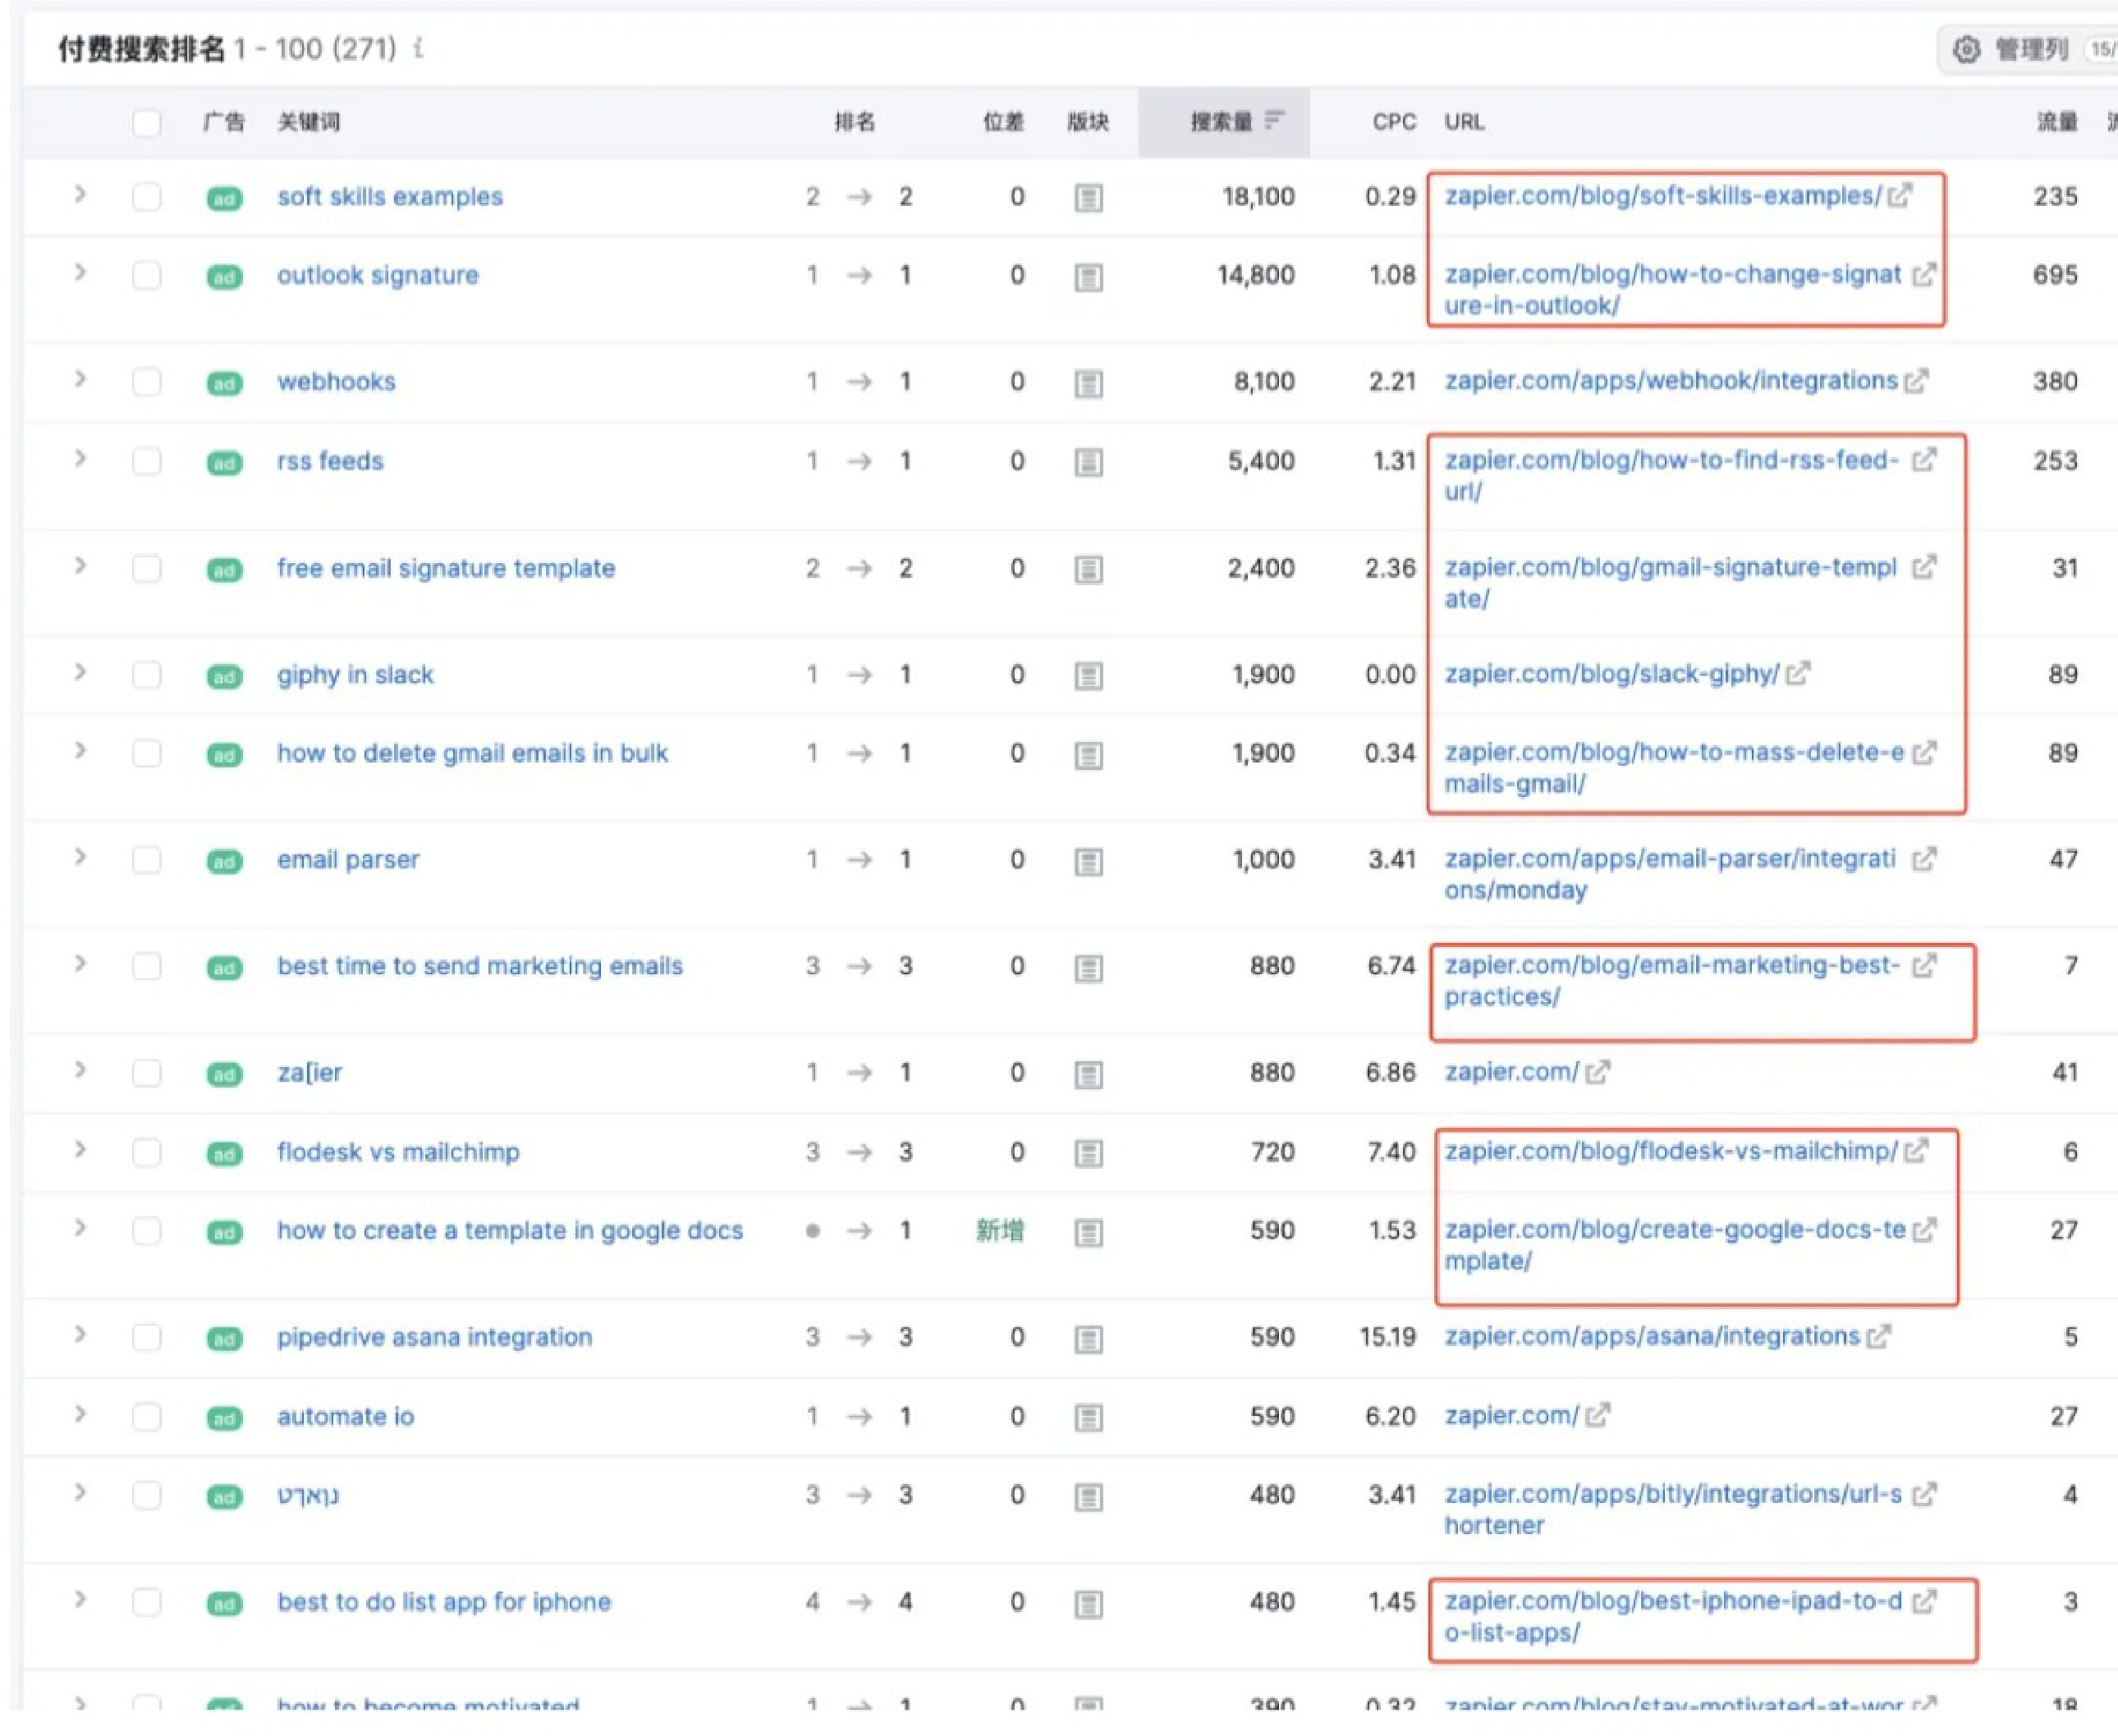 付费搜索排名 1 - 100 (271) i
管理列 15/
广告 关键词 排名 位差 版块 搜索量 CPC URL 流量
ad soft skills examples 2 → 2 0 18,100 0.29 zapier.com/blog/soft-skills-examples/ 235
ad outlook signature 1 → 1 0 14,800 1.08 zapier.com/blog/how-to-change-signat 695
ure-in-outlook/
ad webhooks 1 → 1 0 8,100 2.21 zapier.com/apps/webhook/integrations 380
ad rss feeds 1 → 1 0 5,400 1.31 zapier.com/blog/how-to-find-rss-feed- 253
url/
ad free email signature template 2 → 2 0 2,400 2.36 zapier.com/blog/gmail-signature-templ 31
ate/
ad giphy in slack 1 → 1 0 1,900 0.00 zapier.com/blog/slack-giphy/ 89
ad how to delete gmail emails in bulk 1 → 1 0 1,900 0.34 zapier.com/blog/how-to-mass-delete-e 89
mails-gmail/
ad email parser 1 → 1 0 1,000 3.41 zapier.com/apps/email-parser/integrati 47
ons/monday
ad best time to send marketing emails 3 → 3 0 880 6.74 zapier.com/blog/email-marketing-best- 7
practices/
ad za[ier 1 → 1 0 880 6.86 zapier.com/ 41
ad flodesk vs mailchimp 3 → 3 0 720 7.40 zapier.com/blog/flodesk-vs-mailchimp/ 6
ad how to create a template in google docs ● → 1 新增 590 1.53 zapier.com/blog/create-google-docs-te 27
mplate/
ad pipedrive asana integration 3 → 3 0 590 15.19 zapier.com/apps/asana/integrations 5
ad automate io 1 → 1 0 590 6.20 zapier.com/ 27
ad נןאךט 3 → 3 0 480 3.41 zapier.com/apps/bitly/integrations/url-s 4
hortener
ad best to do list app for iphone 4 → 4 0 480 1.45 zapier.com/blog/best-iphone-ipad-to-d 3
o-list-apps/
ad how to become motivated 1 → 1 0 390 0.32 zapier.com/blog/stay-motivated-at-wor 18